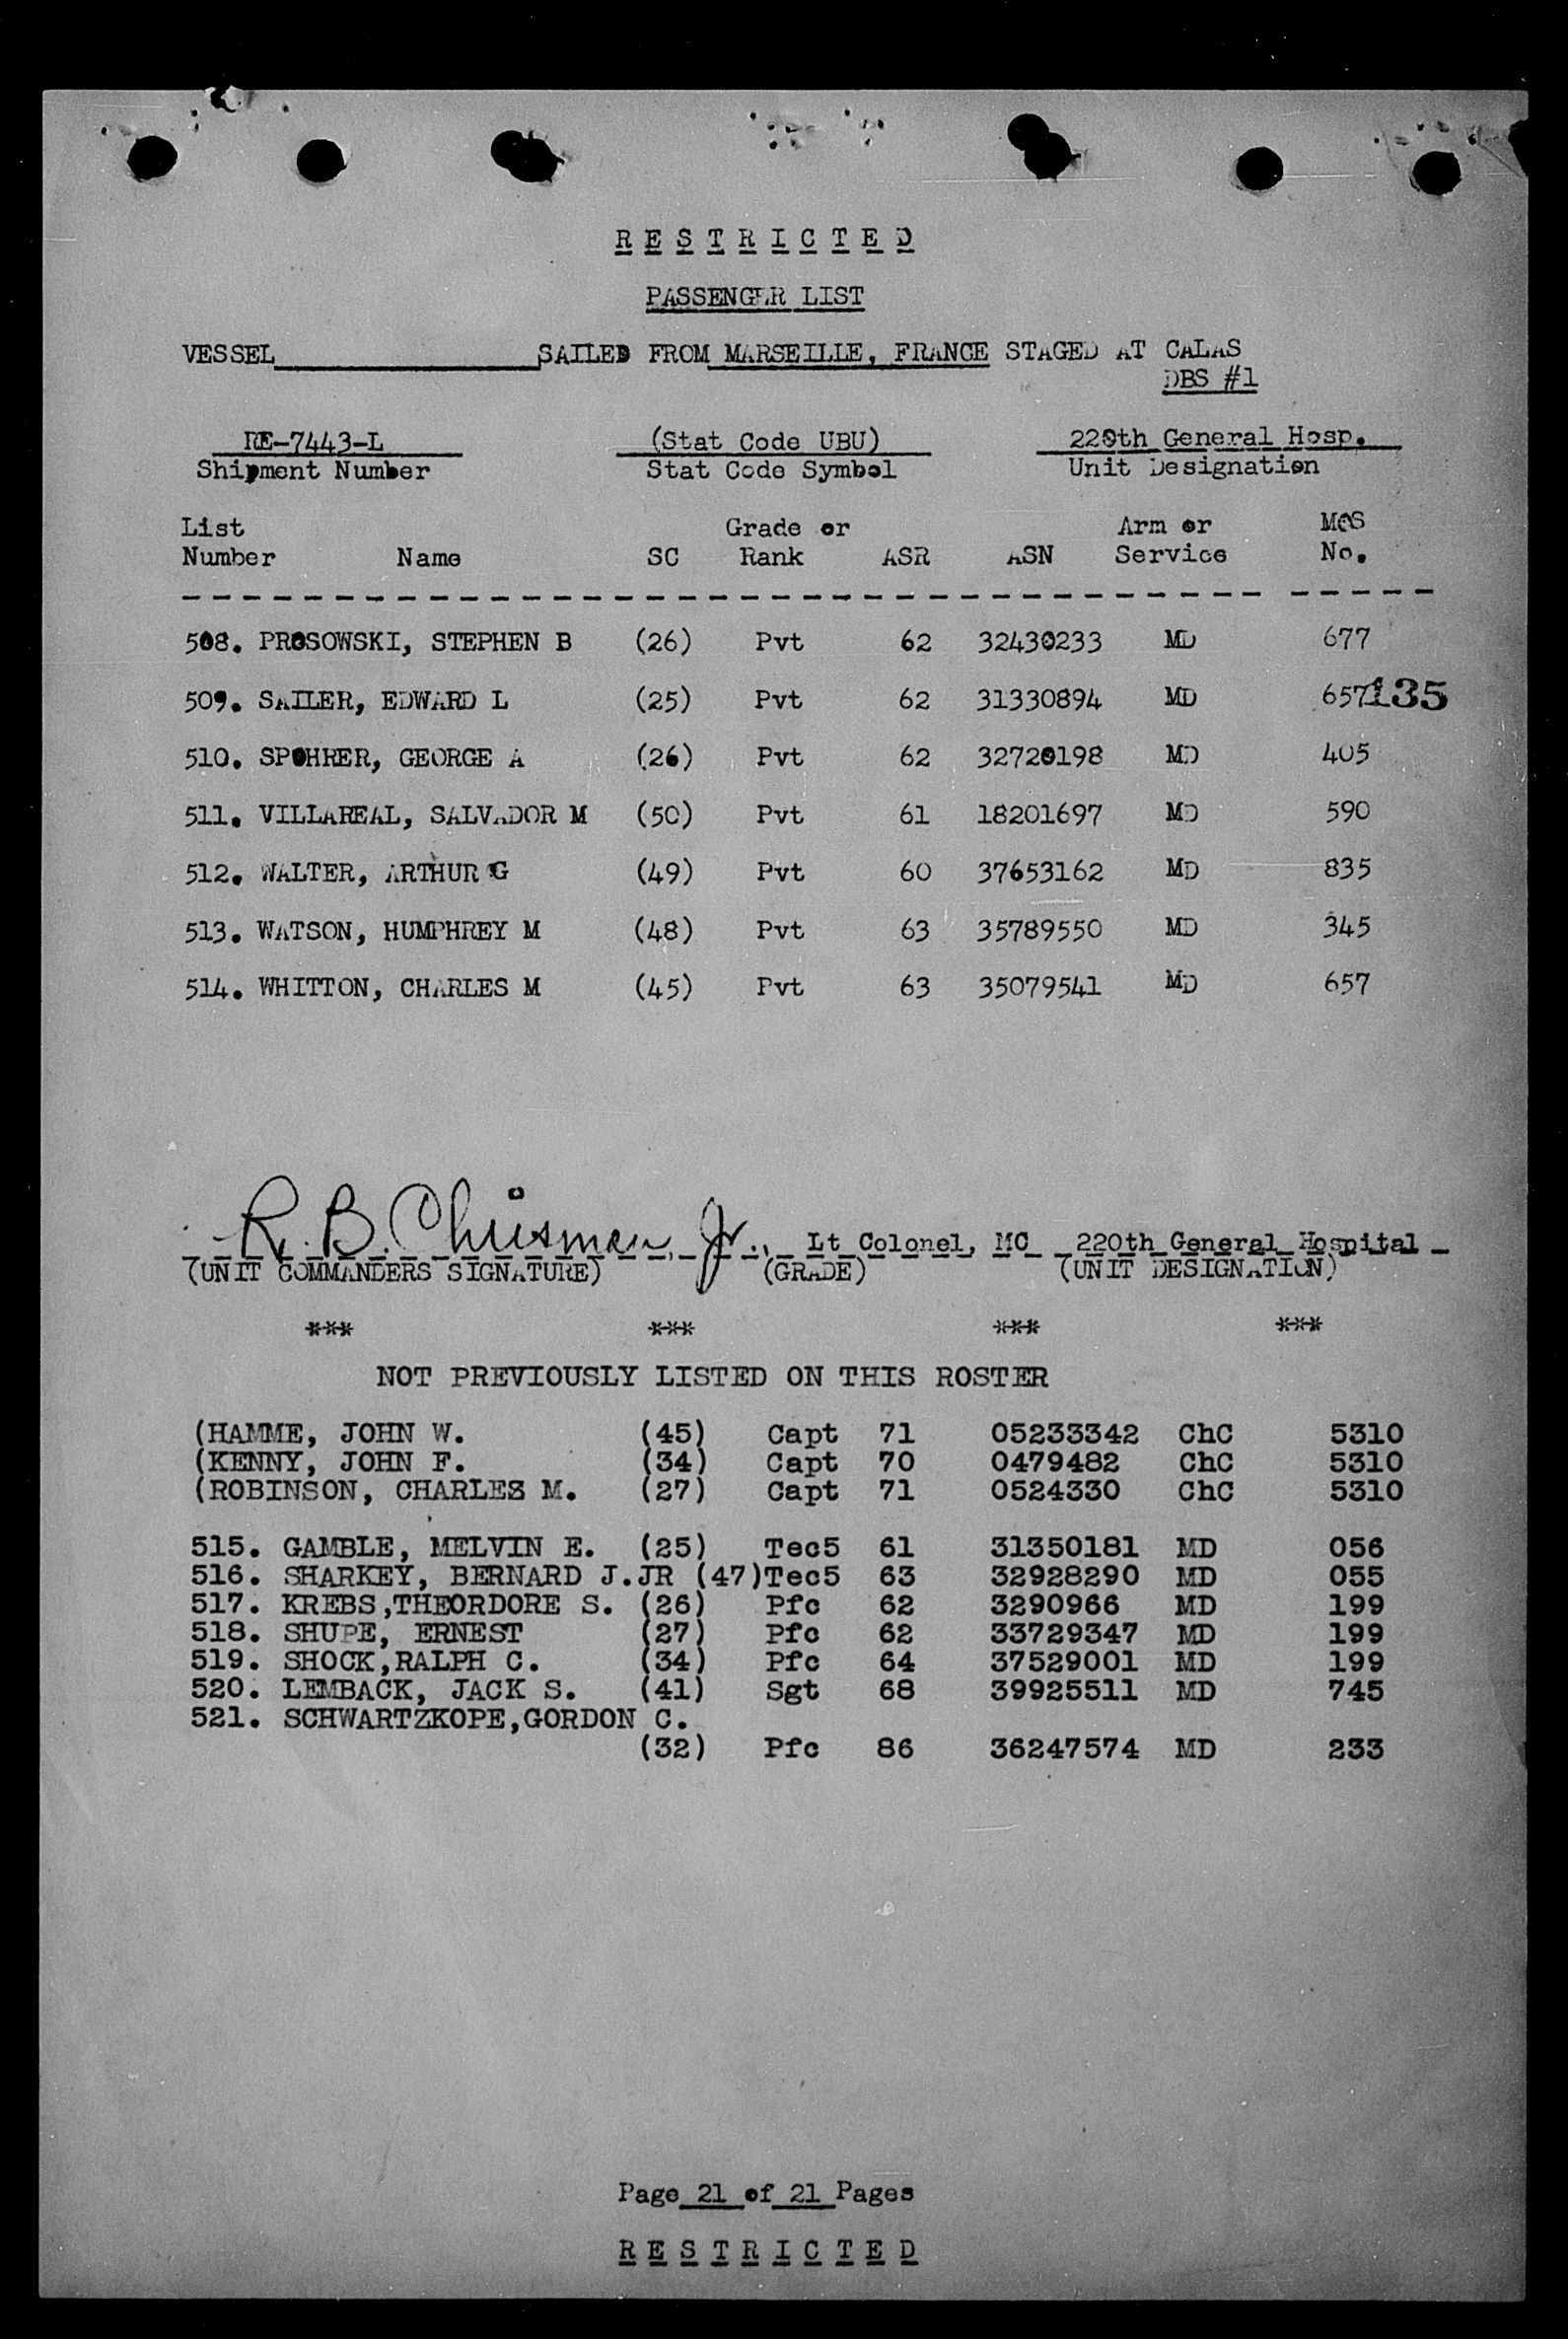 RESTRICTED
PASSENGER LIST
VESSEL SAILED FROM MARSEILLE, FRANCE STAGED AT CALAS
DBS #1
RE-7443-L (Stat Code UBU) 220th General Hosp.
Shipment Number Stat Code Symbol Unit Designation
List Grade or Arm or MOS
Number Name SC Rank ASR ASN Service No.
508. PROSOWSKI, STEPHEN B (26) Pvt 62 32430233 MD 677
509. SAILER, EDWARD L (25) Pvt 62 31330894 MD 657 135
510. SPOHRER, GEORGE A (26) Pvt 62 32720198 MD 405
511. VILLAREAL, SALVADOR M (50) Pvt 61 18201697 MD 590
512. WALTER, ARTHUR G (49) Pvt 60 37653162 MD 835
513. WATSON, HUMPHREY M (48) Pvt 63 35789550 MD 345
514. WHITTON, CHARLES M (45) Pvt 63 35079541 MD 657
R. B. Chrisman, Jr., Lt Colonel, MC 220th General Hospital
(UNIT COMMANDERS SIGNATURE) (GRADE) (UNIT DESIGNATION)
*** *** *** ***
NOT PREVIOUSLY LISTED ON THIS ROSTER
(HAMME, JOHN W. (45) Capt 71 05233342 ChC 5310
(KENNY, JOHN F. (34) Capt 70 0479482 ChC 5310
(ROBINSON, CHARLES M. (27) Capt 71 0524330 ChC 5310
515. GAMBLE, MELVIN E. (25) Tec5 61 31350181 MD 056
516. SHARKEY, BERNARD J.JR (47)Tec5 63 32928290 MD 055
517. KREBS,THEORDORE S. (26) Pfc 62 3290966 MD 199
518. SHUPE, ERNEST (27) Pfc 62 33729347 MD 199
519. SHOCK,RALPH C. (34) Pfc 64 37529001 MD 199
520. LEMBACK, JACK S. (41) Sgt 68 39925511 MD 745
521. SCHWARTZKOPE,GORDON C.
(32) Pfc 86 36247574 MD 233
Page 21 of 21 Pages
RESTRICTED